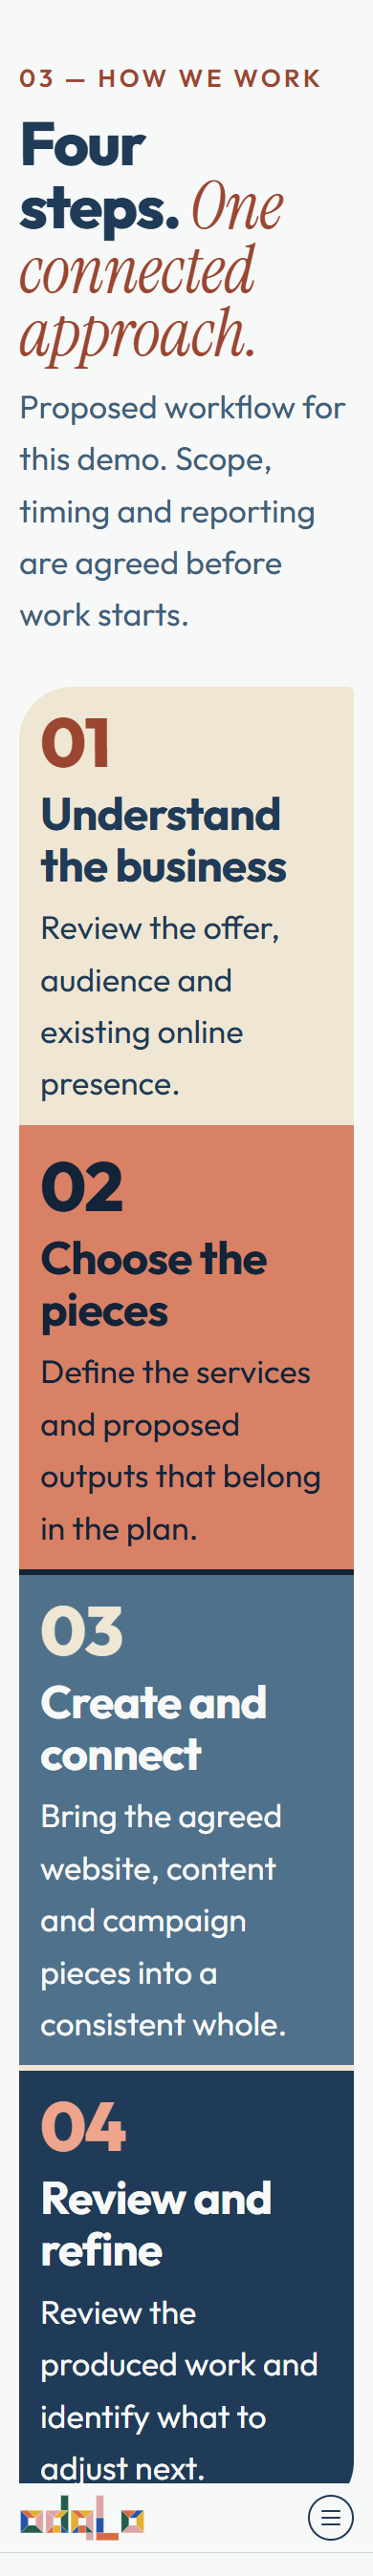 03 — HOW WE WORK
Four
steps. One
connected
approach.
Proposed workflow for
this demo. Scope,
timing and reporting
are agreed before
work starts.
01
Understand
the business
Review the offer,
audience and
existing online
presence.
02
Choose the
pieces
Define the services
and proposed
outputs that belong
in the plan.
03
Create and
connect
Bring the agreed
website, content
and campaign
pieces into a
consistent whole.
04
Review and
refine
Review the
produced work and
identify what to
adjust next.